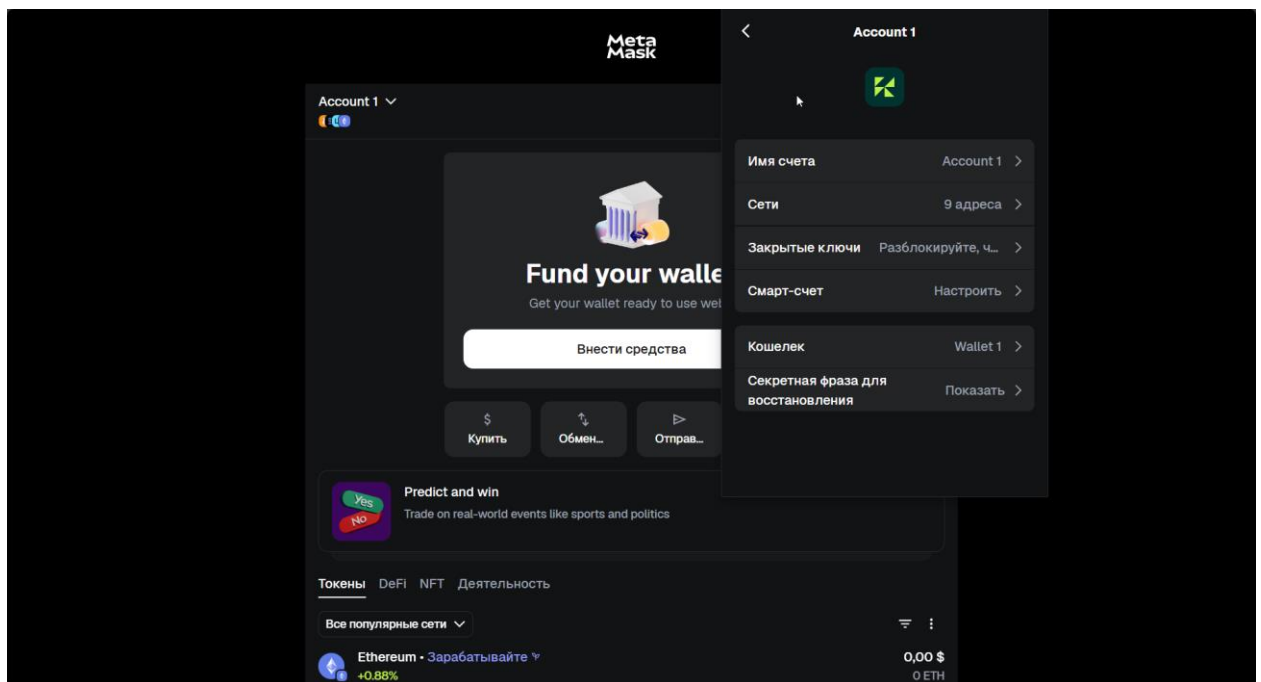 Meta
Mask
Account 1
Fund your walle
Get your wallet ready to use we
Внести средства
$
Купить
Обмен...
Отправ...
Predict and win
Yes
No
Trade on real-world events like sports and politics
Токены DeFi NFT Деятельность
Все популярные сети
Ethereum • Зарабатывайте
+0.88%
0,00 $
0 ETH
Account 1
Имя счета Account 1
Сети 9 адреса
Закрытые ключи Разблокируйте, ч...
Смарт-счет Настроить
Кошелек Wallet 1
Секретная фраза для
восстановления
Показать